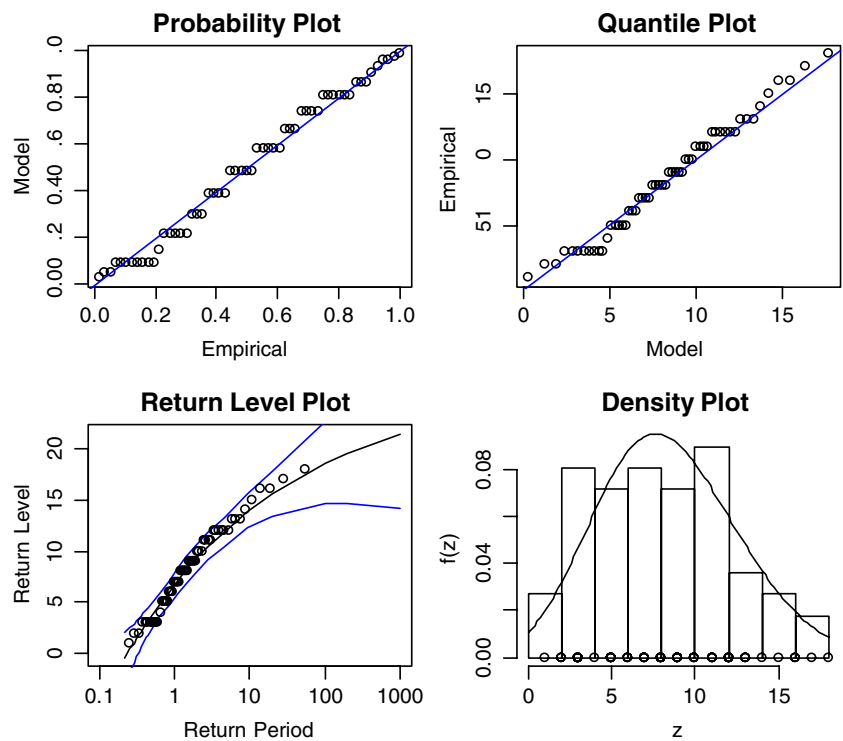 Probability Plot
Model
.0
0.81
.6
0.40
.2
0.00
0.0 0.2 0.4 0.6 0.8 1.0
Empirical
Quantile Plot
Empirical
15
0
51
0 5 10 15
Model
Return Level Plot
Return Level
20
15
10
5
0
0.1 1 10 100 1000
Return Period
Density Plot
f(z)
0.08
0.04
0.00
0 5 10 15
z